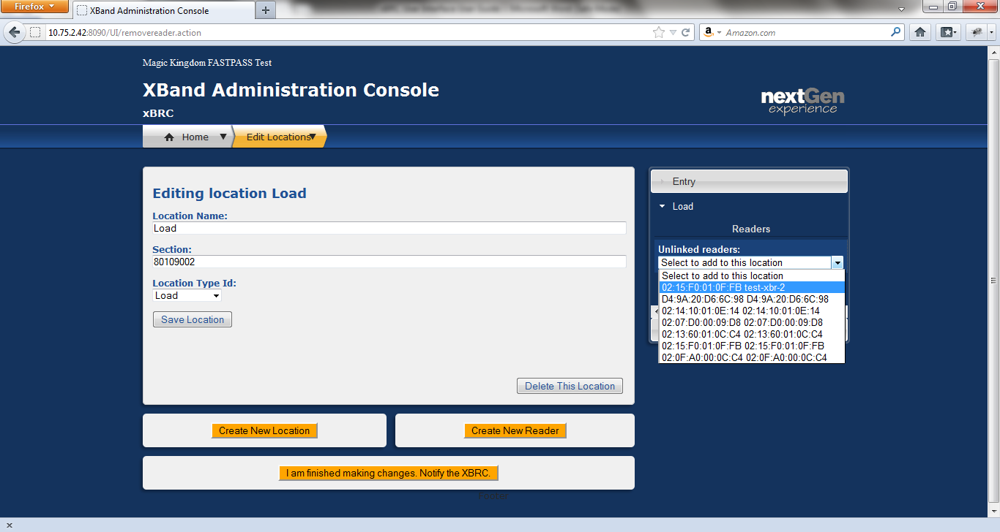 Firefox
XBand Administration Console
10.75.2.42:8090/UI/removereader.action
Amazon.com
Magic Kingdom FASTPASS Test
XBand Administration Console
xBRC
nextGen
experience
Home
Edit Locations
Editing location Load
Location Name:
Load
Section:
80109002
Location Type Id:
Load
Save Location
Delete This Location
Create New Location
Create New Reader
I am finished making changes. Notify the XBRC.
Footer
Entry
Load
Readers
Unlinked readers:
Select to add to this location
Select to add to this location
02:15:F0:01:0F:FB test-xbr-2
D4:9A:20:D6:6C:98 D4:9A:20:D6:6C:98
02:14:10:01:0E:14 02:14:10:01:0E:14
02:07:D0:00:09:D8 02:07:D0:00:09:D8
02:13:60:01:0C:C4 02:13:60:01:0C:C4
02:15:F0:01:0F:FB 02:15:F0:01:0F:FB
02:0F:A0:00:0C:C4 02:0F:A0:00:0C:C4